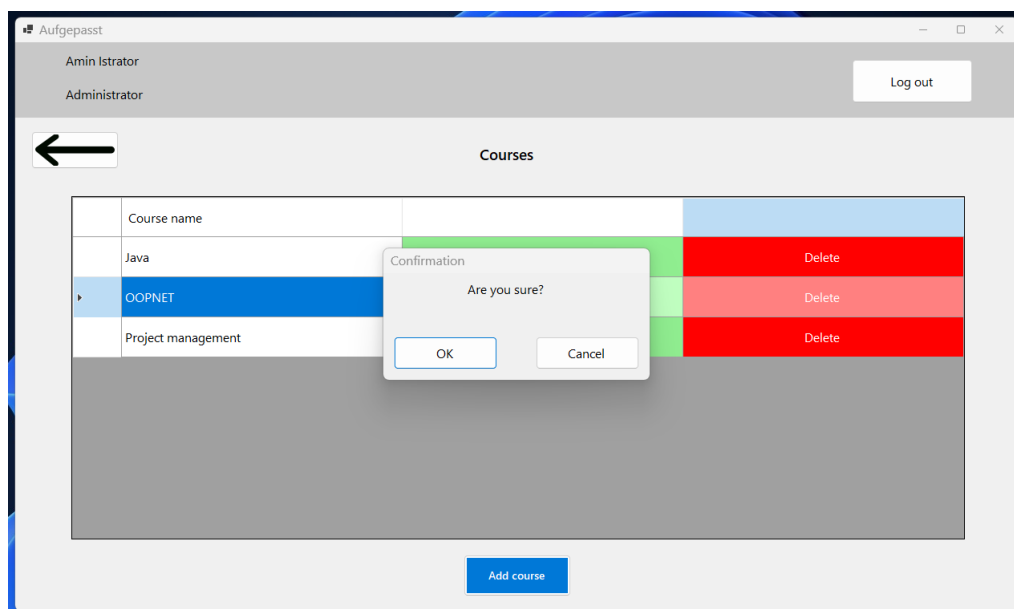 Aufgepasst
Amin Istrator
Administrator
Log out
Courses
Course name
Java
Delete
OOPNET
Delete
Project management
Delete
Confirmation
Are you sure?
OK
Cancel
Add course